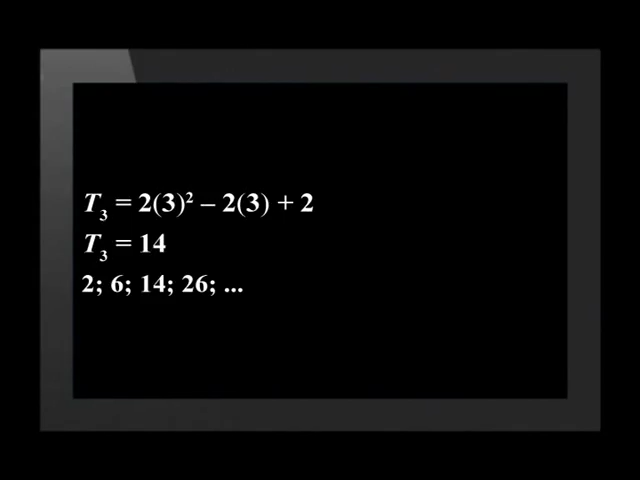 T₃ = 2(3)² – 2(3) + 2
T₃ = 14
2; 6; 14; 26; ...